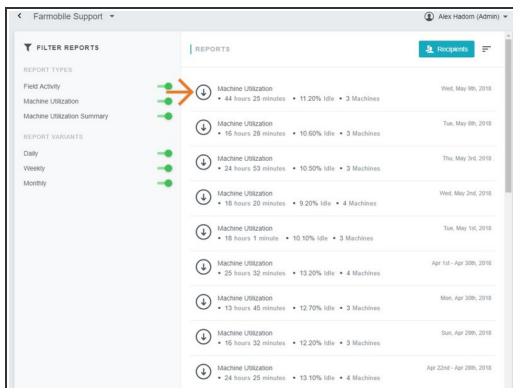 Farmobile Support
Alex Hadorn (Admin)
FILTER REPORTS
REPORT TYPES
Field Activity
Machine Utilization
Machine Utilization Summary
REPORT VARIANTS
Daily
Weekly
Monthly
REPORTS
Recipients
Machine Utilization Wed, May 9th, 2018
• 44 hours 25 minutes • 11.20% Idle • 3 Machines
Machine Utilization Tue, May 8th, 2018
• 16 hours 28 minutes • 10.60% Idle • 3 Machines
Machine Utilization Thu, May 3rd, 2018
• 24 hours 53 minutes • 10.50% Idle • 3 Machines
Machine Utilization Wed, May 2nd, 2018
• 18 hours 20 minutes • 9.20% Idle • 4 Machines
Machine Utilization Tue, May 1st, 2018
• 18 hours 1 minute • 10.10% Idle • 3 Machines
Machine Utilization Apr 1st - Apr 30th, 2018
• 25 hours 32 minutes • 13.20% Idle • 4 Machines
Machine Utilization Mon, Apr 30th, 2018
• 13 hours 45 minutes • 12.70% Idle • 3 Machines
Machine Utilization Sun, Apr 29th, 2018
• 16 hours 32 minutes • 12.20% Idle • 3 Machines
Machine Utilization Apr 22nd - Apr 28th, 2018
• 24 hours 25 minutes • 13.10% Idle • 4 Machines